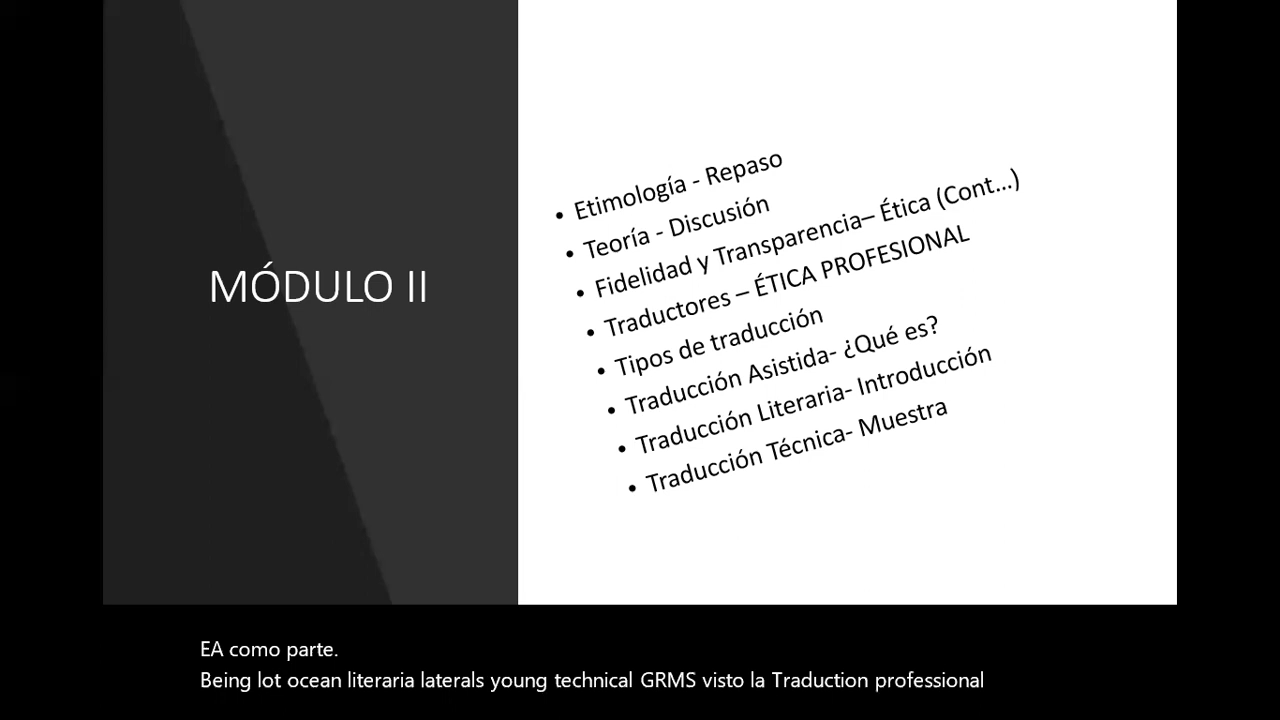 MÓDULO II
• Etimología - Repaso
• Teoría - Discusión
• Fidelidad y Transparencia– Ética (Cont...)
• Traductores – ÉTICA PROFESIONAL
• Tipos de traducción
• Traducción Asistida- ¿Qué es?
• Traducción Literaria- Introducción
• Traducción Técnica- Muestra
EA como parte.
Being lot ocean literaria laterals young technical GRMS visto la Traduction professional